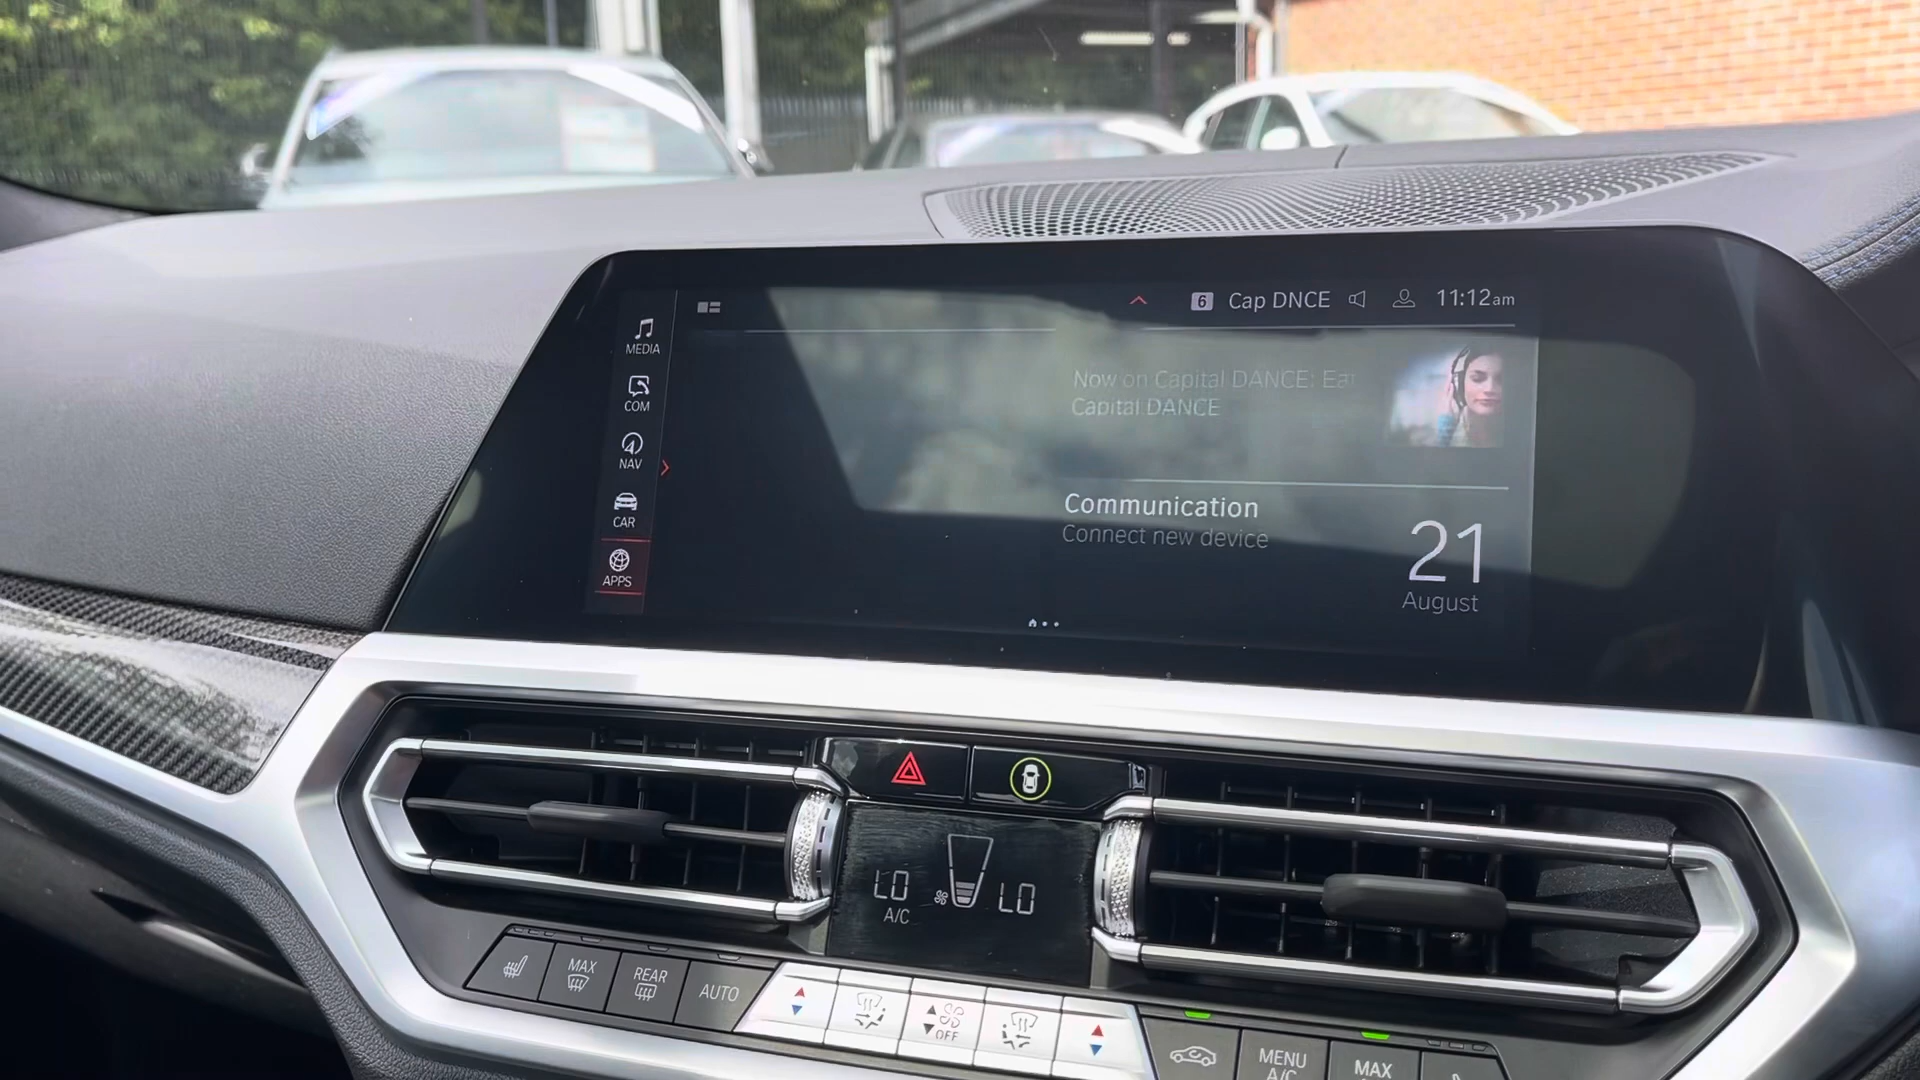 6 Cap DNCE 11:12am
MEDIA
COM
NAV
CAR
APPS
Now on Capital DANCE: Ea
Capital DANCE
Communication
Connect new device
21
August
LO
A/C
LO
MAX
REAR
AUTO
OFF
MENU
A/C
MAX